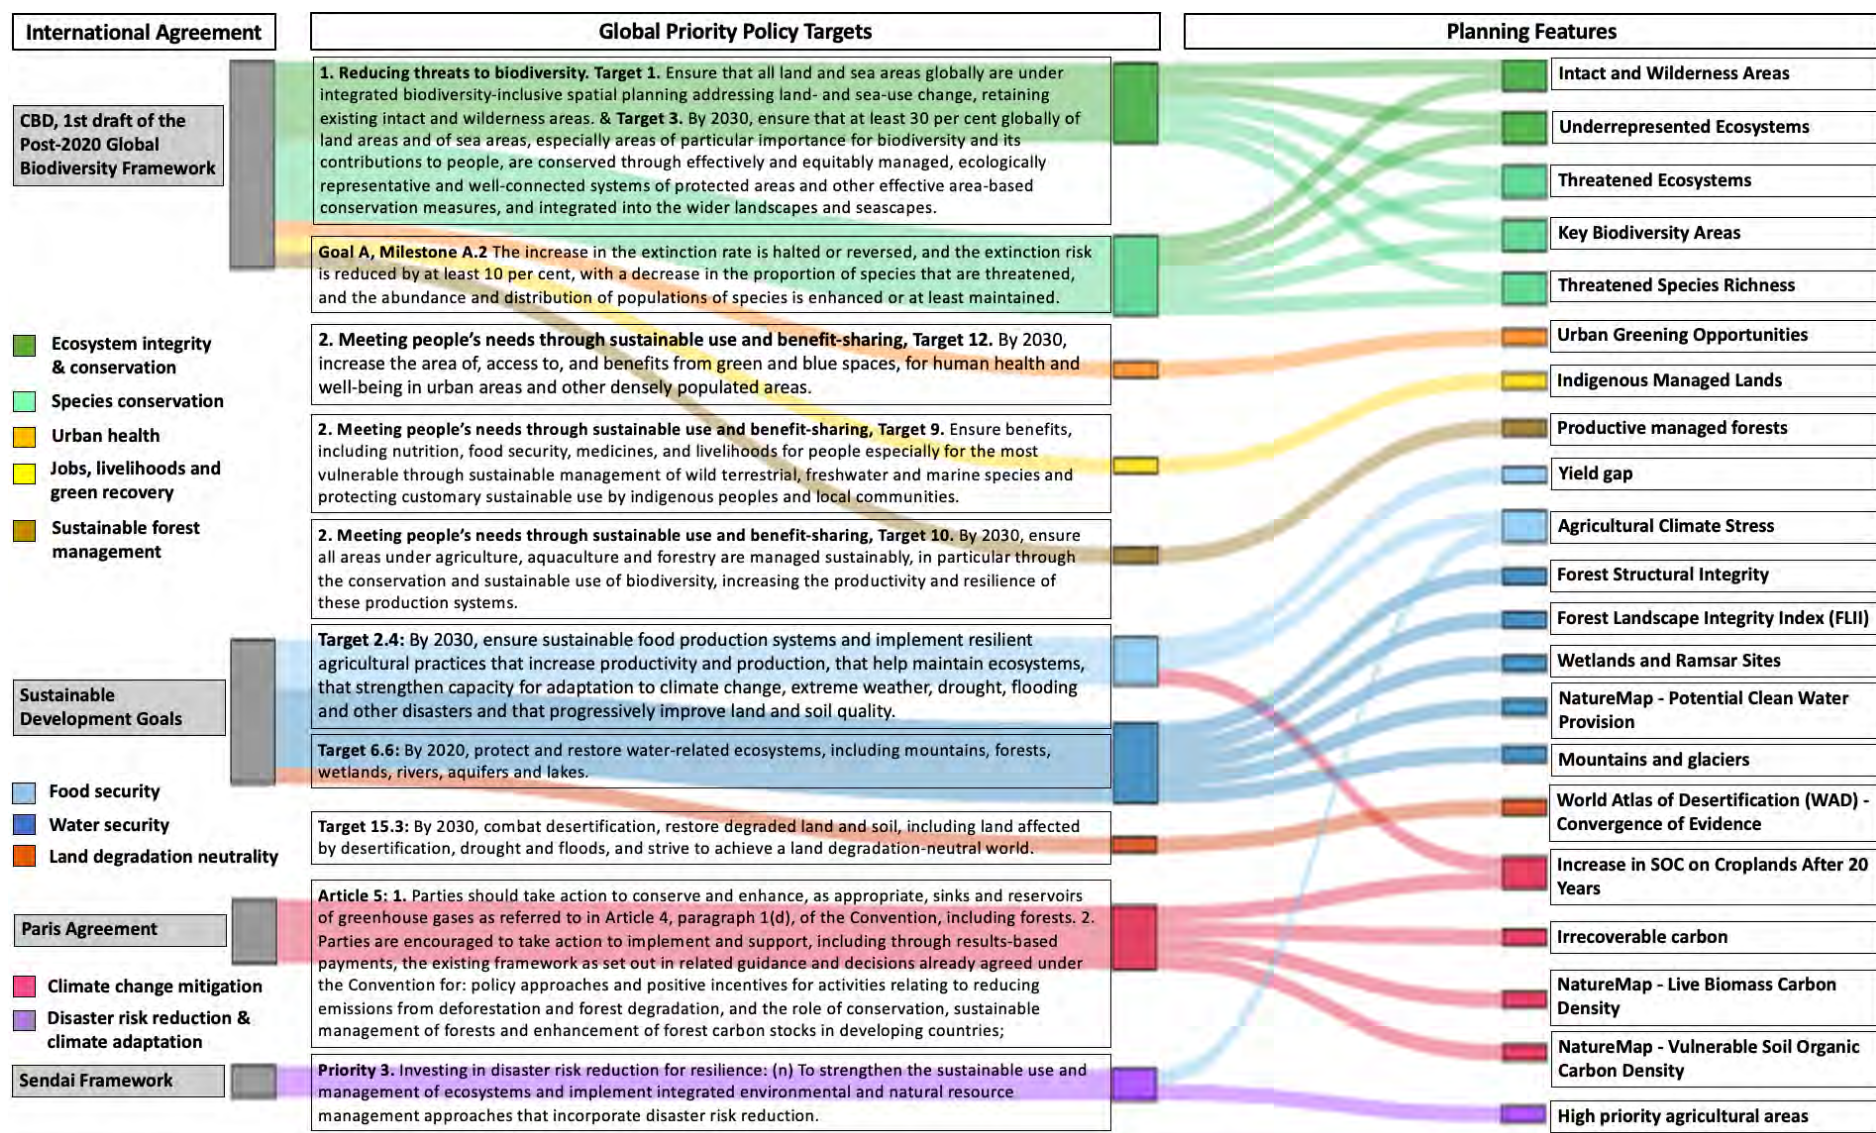 International Agreement
Global Priority Policy Targets
Planning Features
CBD, 1st draft of the
Post-2020 Global
Biodiversity Framework
Ecosystem integrity
& conservation
Species conservation
Urban health
Jobs, livelihoods and
green recovery
Sustainable forest
management
Sustainable
Development Goals
Food security
Water security
Land degradation neutrality
Paris Agreement
Climate change mitigation
Disaster risk reduction &
climate adaptation
Sendai Framework
1. Reducing threats to biodiversity. Target 1. Ensure that all land and sea areas globally are under
integrated biodiversity-inclusive spatial planning addressing land- and sea-use change, retaining
existing intact and wilderness areas. & Target 3. By 2030, ensure that at least 30 per cent globally of
land areas and of sea areas, especially areas of particular importance for biodiversity and its
contributions to people, are conserved through effectively and equitably managed, ecologically
representative and well-connected systems of protected areas and other effective area-based
conservation measures, and integrated into the wider landscapes and seascapes.
Goal A, Milestone A.2 The increase in the extinction rate is halted or reversed, and the extinction risk
is reduced by at least 10 per cent, with a decrease in the proportion of species that are threatened,
and the abundance and distribution of populations of species is enhanced or at least maintained.
2. Meeting people's needs through sustainable use and benefit-sharing, Target 12. By 2030,
increase the area of, access to, and benefits from green and blue spaces, for human health and
well-being in urban areas and other densely populated areas.
2. Meeting people's needs through sustainable use and benefit-sharing, Target 9. Ensure benefits,
including nutrition, food security, medicines, and livelihoods for people especially for the most
vulnerable through sustainable management of wild terrestrial, freshwater and marine species and
protecting customary sustainable use by indigenous peoples and local communities.
2. Meeting people's needs through sustainable use and benefit-sharing, Target 10. By 2030, ensure
all areas under agriculture, aquaculture and forestry are managed sustainably, in particular through
the conservation and sustainable use of biodiversity, increasing the productivity and resilience of
these production systems.
Target 2.4: By 2030, ensure sustainable food production systems and implement resilient
agricultural practices that increase productivity and production, that help maintain ecosystems,
that strengthen capacity for adaptation to climate change, extreme weather, drought, flooding
and other disasters and that progressively improve land and soil quality.
Target 6.6: By 2020, protect and restore water-related ecosystems, including mountains, forests,
wetlands, rivers, aquifers and lakes.
Target 15.3: By 2030, combat desertification, restore degraded land and soil, including land affected
by desertification, drought and floods, and strive to achieve a land degradation-neutral world.
Article 5: 1. Parties should take action to conserve and enhance, as appropriate, sinks and reservoirs
of greenhouse gases as referred to in Article 4, paragraph 1(d), of the Convention, including forests. 2.
Parties are encouraged to take action to implement and support, including through results-based
payments, the existing framework as set out in related guidance and decisions already agreed under
the Convention for: policy approaches and positive incentives for activities relating to reducing
emissions from deforestation and forest degradation, and the role of conservation, sustainable
management of forests and enhancement of forest carbon stocks in developing countries;
Priority 3. Investing in disaster risk reduction for resilience: (n) To strengthen the sustainable use and
management of ecosystems and implement integrated environmental and natural resource
management approaches that incorporate disaster risk reduction.
Intact and Wilderness Areas
Underrepresented Ecosystems
Threatened Ecosystems
Key Biodiversity Areas
Threatened Species Richness
Urban Greening Opportunities
Indigenous Managed Lands
Productive managed forests
Yield gap
Agricultural Climate Stress
Forest Structural Integrity
Forest Landscape Integrity Index (FLII)
Wetlands and Ramsar Sites
NatureMap - Potential Clean Water
Provision
Mountains and glaciers
World Atlas of Desertification (WAD) -
Convergence of Evidence
Increase in SOC on Croplands After 20
Years
Irrecoverable carbon
NatureMap - Live Biomass Carbon
Density
NatureMap - Vulnerable Soil Organic
Carbon Density
High priority agricultural areas